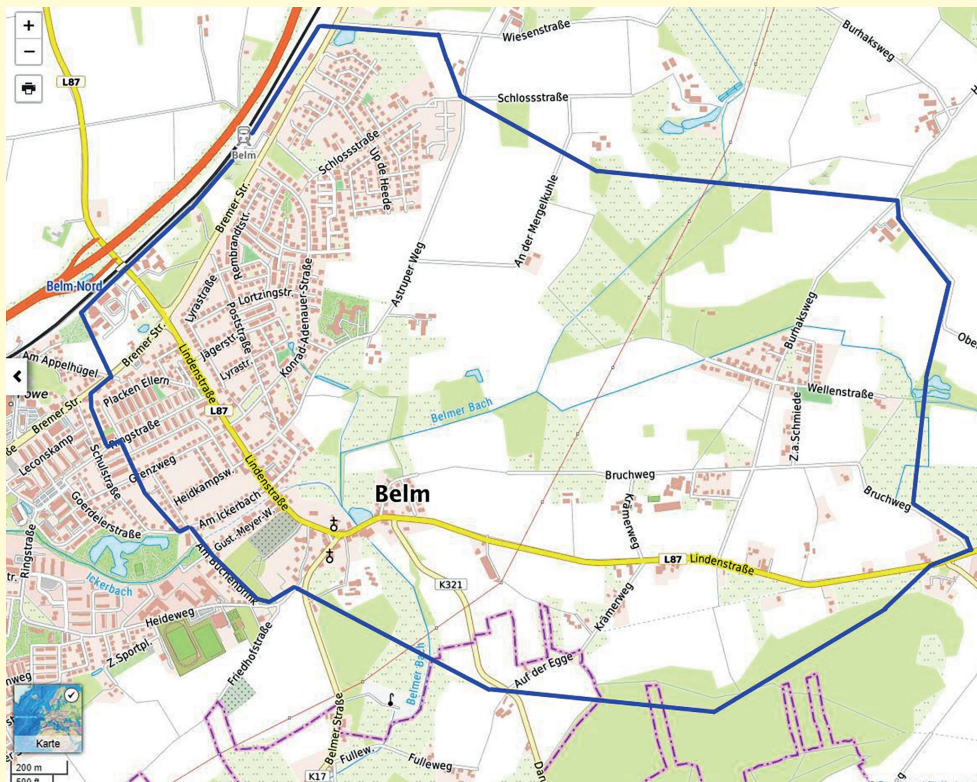 +
−
L87
Wiesenstraße
Burhaksweg
Schlossstraße
Belm
Schlossstraße
Up de Heede
Bremer Str.
Rembrandtstr.
An der Mergelkuhle
Astruper Weg
Belm-Nord
Lortzingstr.
Lyrastraße
Poststraße
Konrad-Adenauer-Straße
Burhaksweg
Bremer Str.
Jägerstr.
Lyrastr.
Am Appelhügel
Lindenstraße
Placken Ellern
L87
Wellenstraße
Belmer Bach
Z.a.Schmiede
Bremer Str.
Ringstraße
Leconskamp
Schulstraße
Grenzweg
Heidkampsw.
Lindenstraße
Bruchweg
Bruchweg
Belm
Krämerweg
Goerdelerstraße
Am Ickerbach
Gust.-Meyer-W.
Ringstraße
L87
Lindenstraße
Ickerbach
K321
Heideweg
Krämerweg
Z.Sportpl.
Friedhofstraße
Belmer Bach
Auf der Egge
Belmer Straße
Karte
Fullew.
Fulleweg
K17
200 m
500 ft